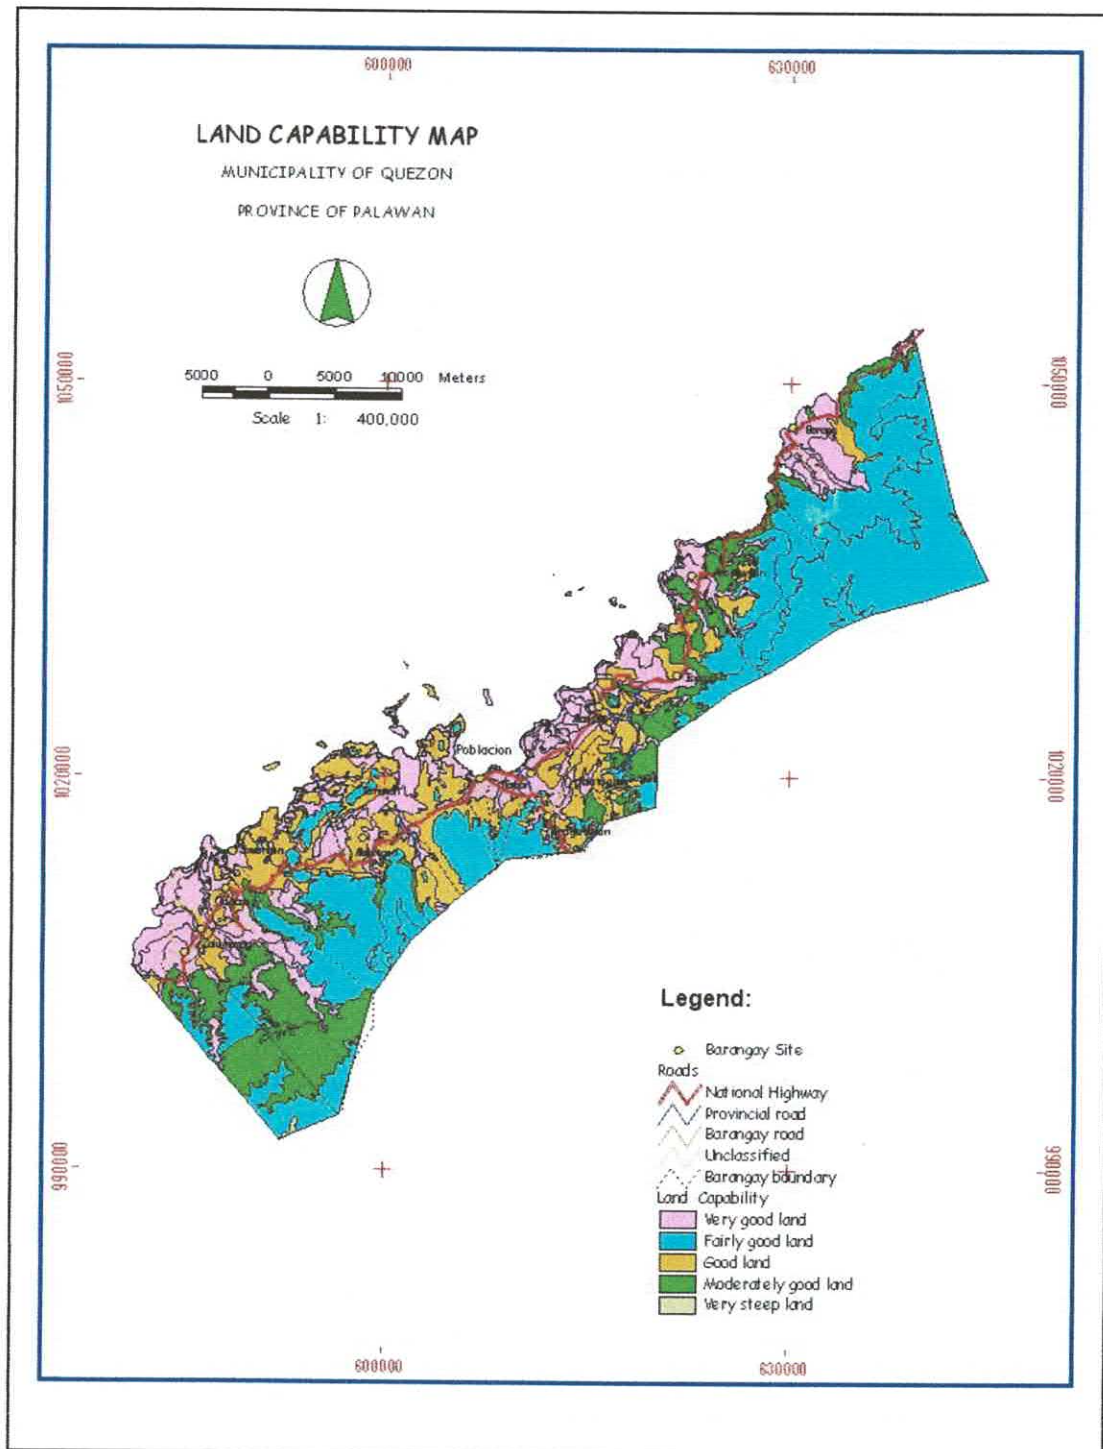 600000
630000
LAND CAPABILITY MAP
MUNICIPALITY OF QUEZON
PROVINCE OF PALAWAN
1050000
1050000
5000 0 5000 10000 Meters
Scale 1: 400,000
Poblacion
1020000
1020000
Legend:
Barangay Site
Roads
National Highway
Provincial road
Barangay road
Unclassified
Barangay boundary
Land Capability
Very good land
Fairly good land
Good land
Moderately good land
Very steep land
990000
990000
600000
630000